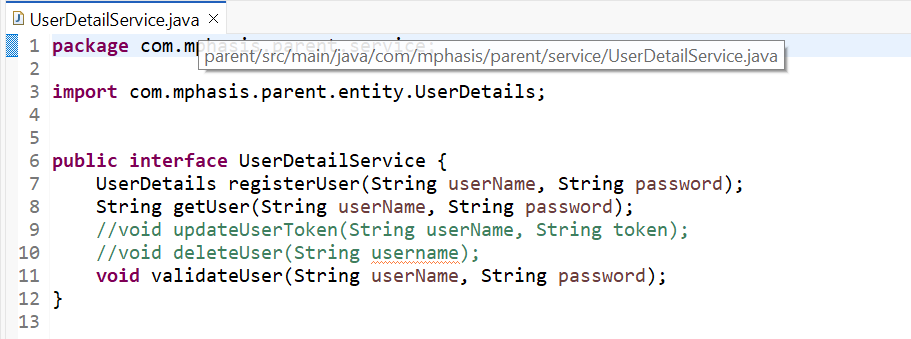 UserDetailService.java
1 package com.mphasis.parent.service;
parent/src/main/java/com/mphasis/parent/service/UserDetailService.java
2
3 import com.mphasis.parent.entity.UserDetails;
4
5
6 public interface UserDetailService {
7 UserDetails registerUser(String userName, String password);
8 String getUser(String userName, String password);
9 //void updateUserToken(String userName, String token);
10 //void deleteUser(String username);
11 void validateUser(String userName, String password);
12 }
13